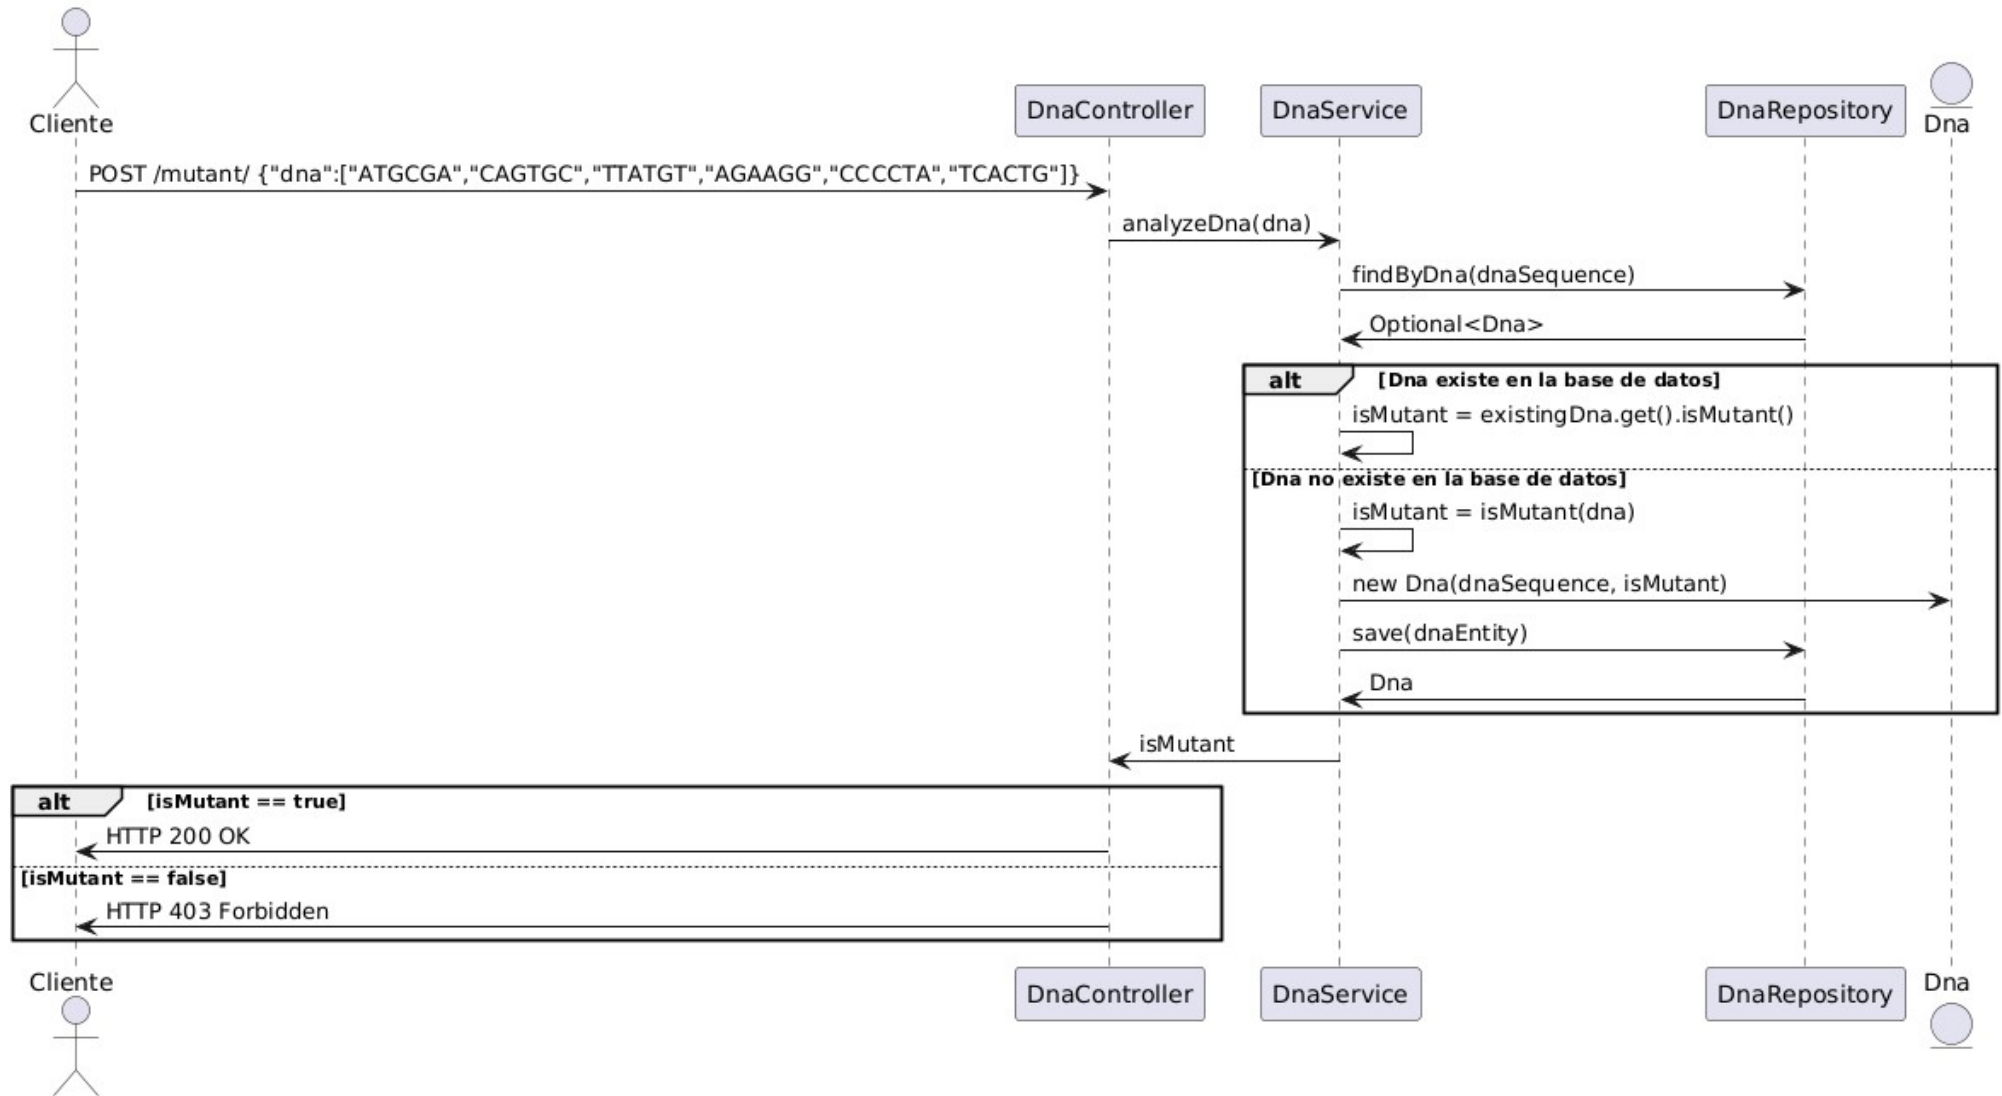 Cliente
DnaController
DnaService
DnaRepository
Dna
POST /mutant/ {"dna":["ATGCGA","CAGTGC","TTATGT","AGAAGG","CCCCTA","TCACTG"]}
analyzeDna(dna)
findByDna(dnaSequence)
Optional<Dna>
alt [Dna existe en la base de datos]
isMutant = existingDna.get().isMutant()
[Dna no existe en la base de datos]
isMutant = isMutant(dna)
new Dna(dnaSequence, isMutant)
save(dnaEntity)
Dna
isMutant
alt [isMutant == true]
HTTP 200 OK
[isMutant == false]
HTTP 403 Forbidden
Cliente
DnaController
DnaService
DnaRepository
Dna